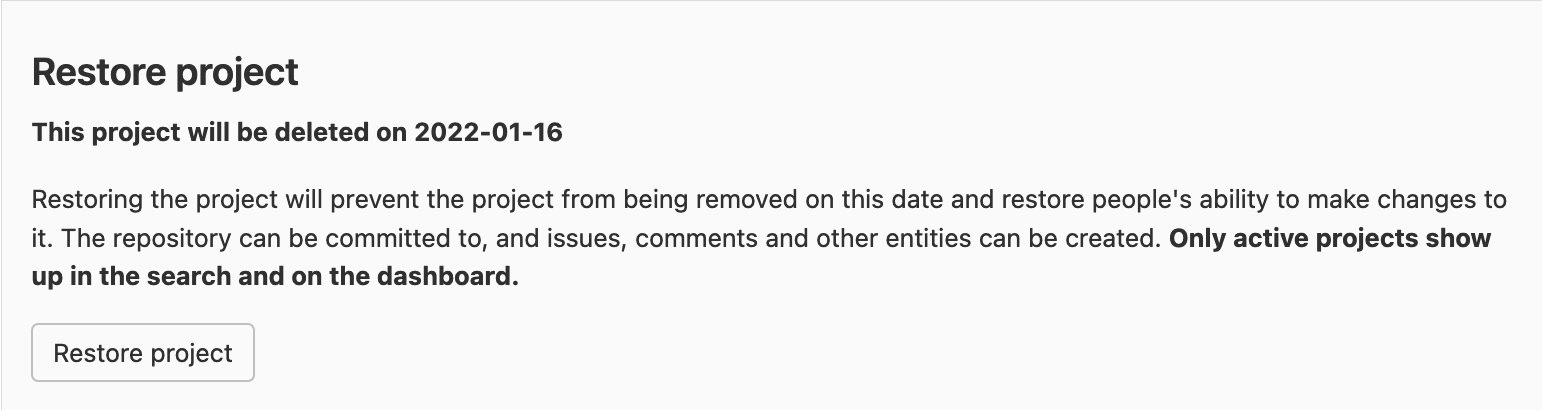 Restore project
This project will be deleted on 2022-01-16
Restoring the project will prevent the project from being removed on this date and restore people's ability to make changes to
it. The repository can be committed to, and issues, comments and other entities can be created. Only active projects show
up in the search and on the dashboard.
Restore project